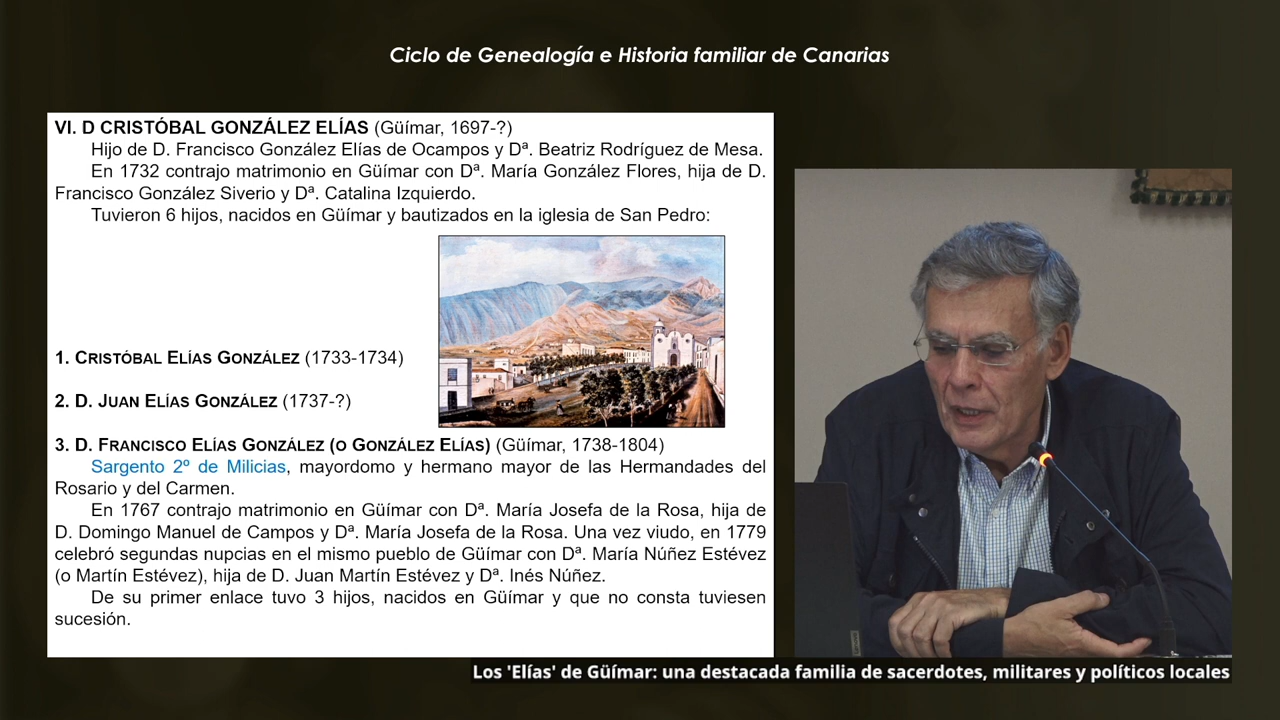 Ciclo de Genealogía e Historia familiar de Canarias
VI. D CRISTÓBAL GONZÁLEZ ELÍAS (Güímar, 1697-?)
Hijo de D. Francisco González Elías de Ocampos y Dª. Beatriz Rodríguez de Mesa.
En 1732 contrajo matrimonio en Güímar con Dª. María González Flores, hija de D.
Francisco González Siverio y Dª. Catalina Izquierdo.
Tuvieron 6 hijos, nacidos en Güímar y bautizados en la iglesia de San Pedro:
1. CRISTÓBAL ELÍAS GONZÁLEZ (1733-1734)
2. D. JUAN ELÍAS GONZÁLEZ (1737-?)
3. D. FRANCISCO ELÍAS GONZÁLEZ (O GONZÁLEZ ELÍAS) (Güímar, 1738-1804)
Sargento 2º de Milicias, mayordomo y hermano mayor de las Hermandades del
Rosario y del Carmen.
En 1767 contrajo matrimonio en Güímar con Dª. María Josefa de la Rosa, hija de
D. Domingo Manuel de Campos y Dª. María Josefa de la Rosa. Una vez viudo, en 1779
celebró segundas nupcias en el mismo pueblo de Güímar con Dª. María Núñez Estévez
(o Martín Estévez), hija de D. Juan Martín Estévez y Dª. Inés Núñez.
De su primer enlace tuvo 3 hijos, nacidos en Güímar y que no consta tuviesen
sucesión.
Los 'Elías' de Güímar: una destacada familia de sacerdotes, militares y políticos locales